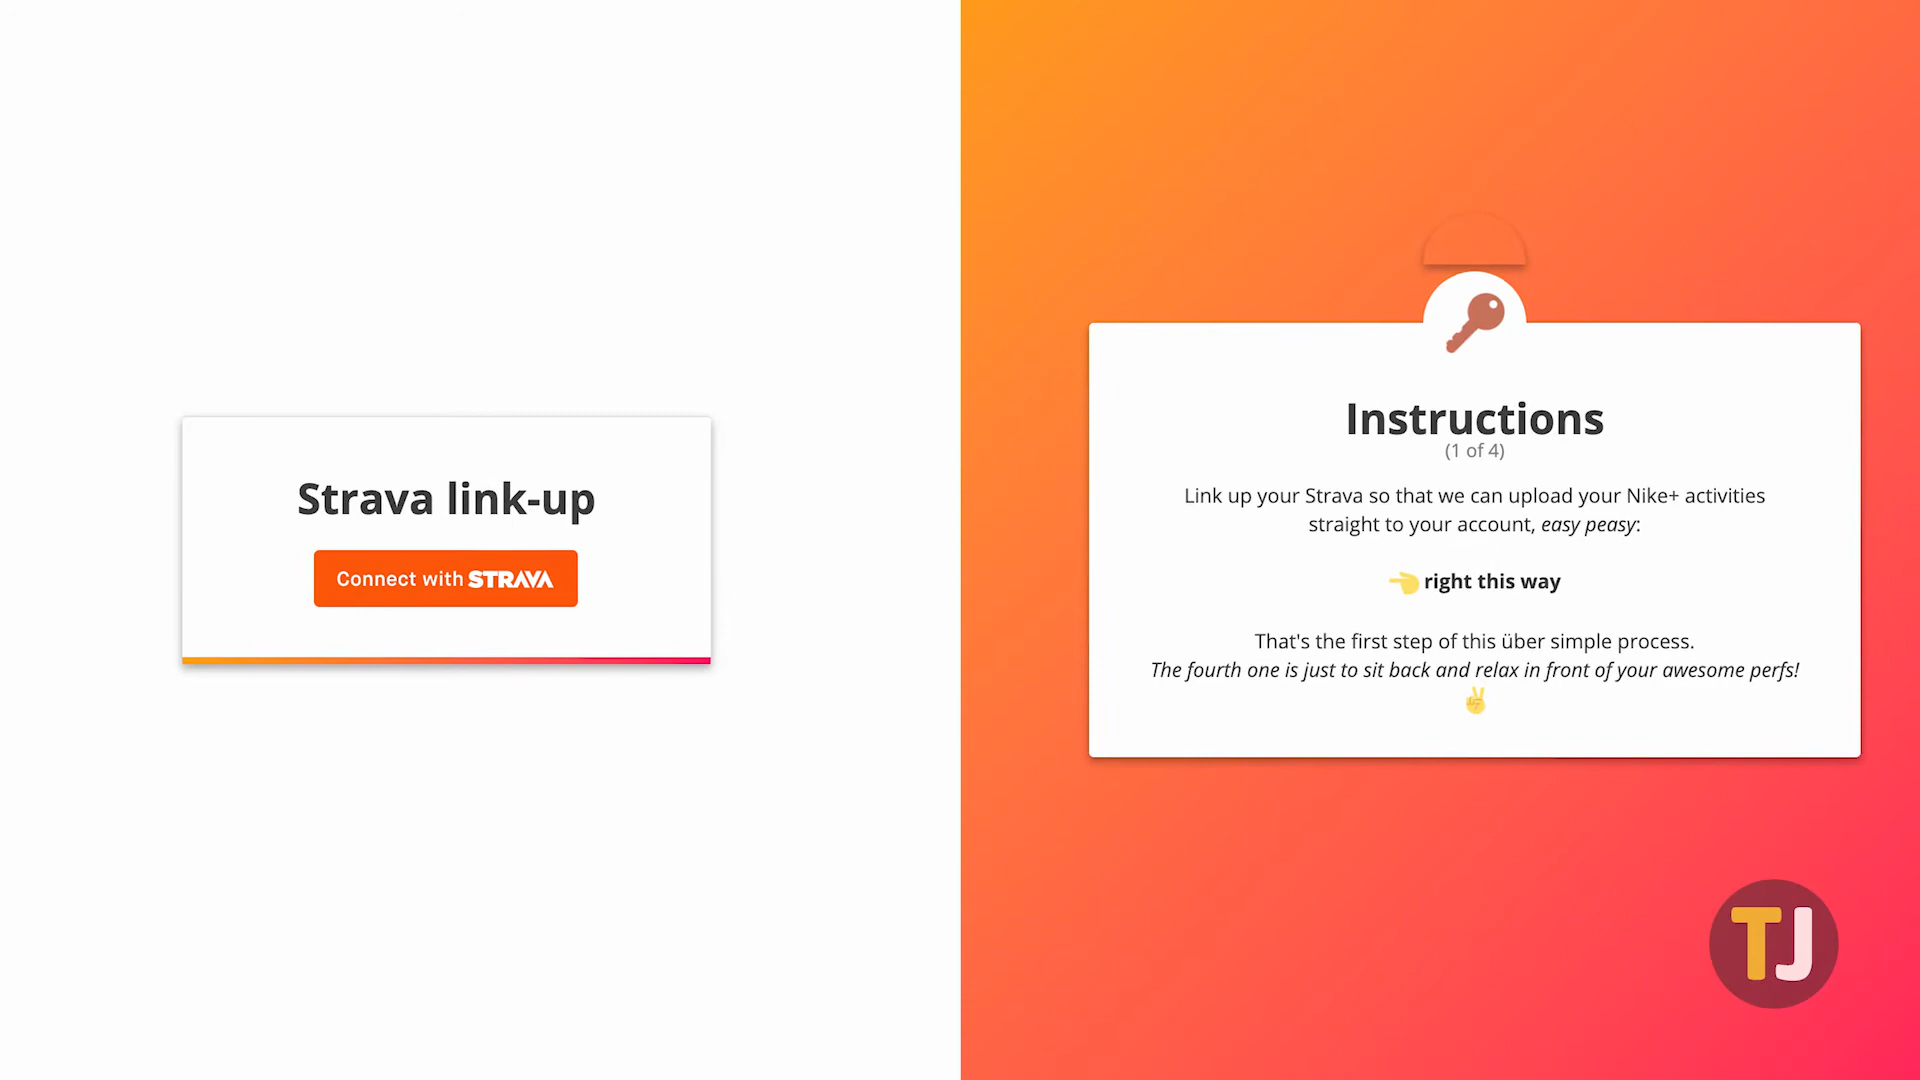 Strava link-up
Connect with STRAVA
Instructions
(1 of 4)
Link up your Strava so that we can upload your Nike+ activities
straight to your account, easy peasy:
👈 right this way
That's the first step of this über simple process.
The fourth one is just to sit back and relax in front of your awesome perfs!
✌️
TJ